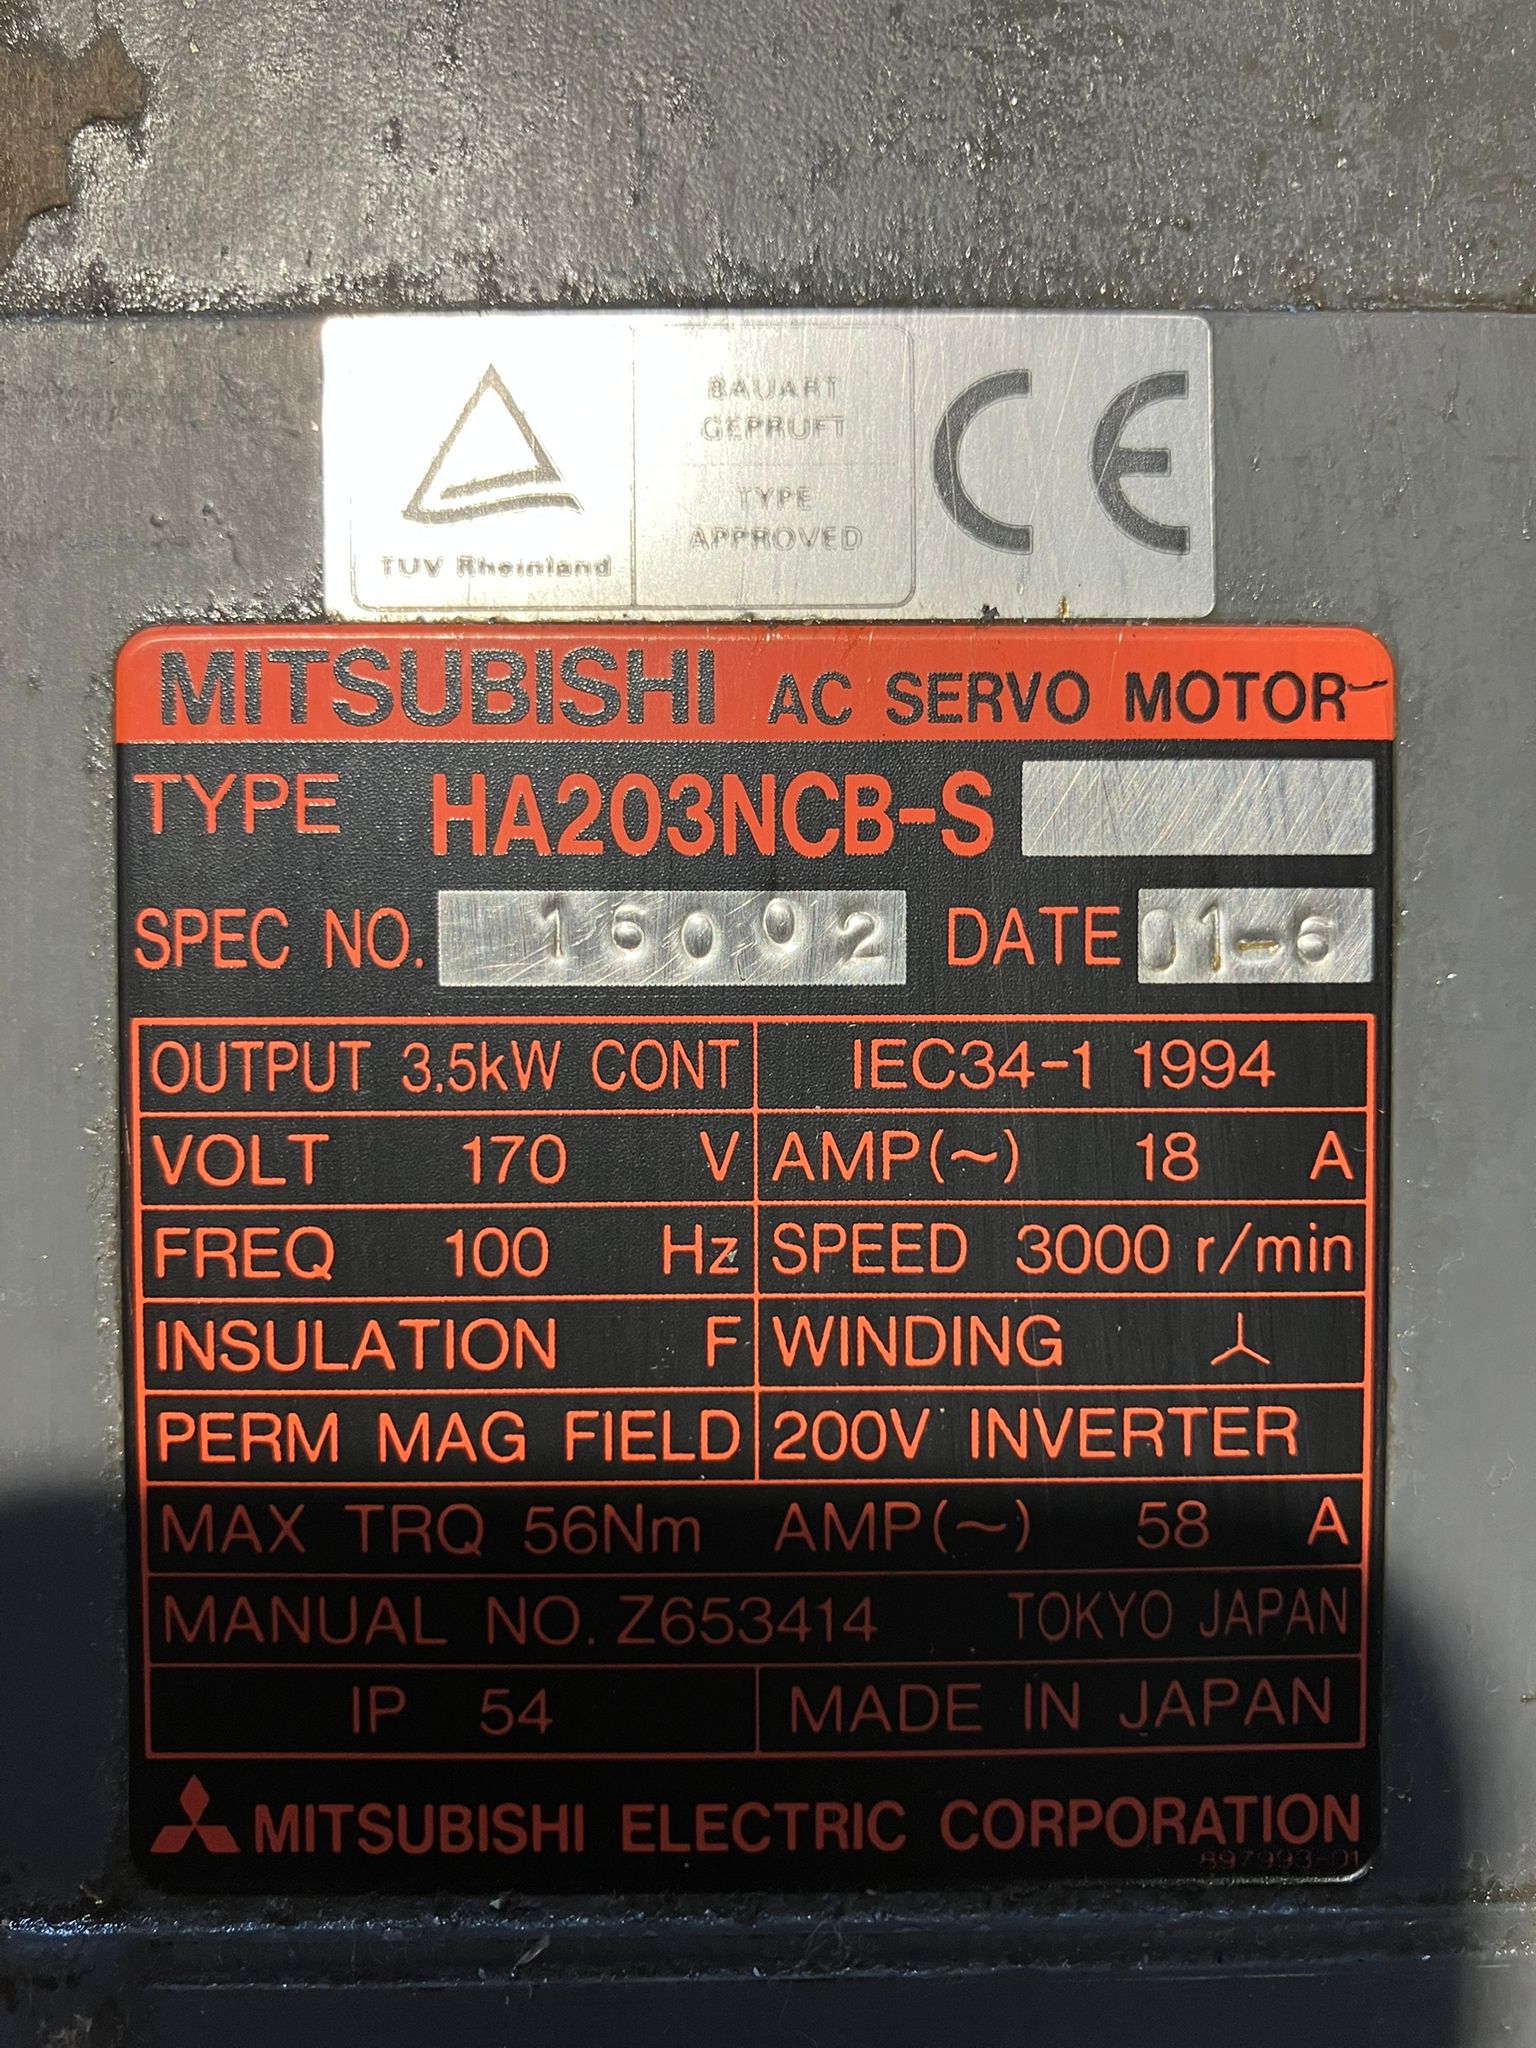 BAUART
GEPRUFT
TYPE
APPROVED
TUV Rheinland
CE
MITSUBISHI AC SERVO MOTOR
TYPE HA203NCB-S
SPEC NO. 16002 DATE 01-6
OUTPUT 3,5kW CONT IEC34-1 1994
VOLT 170 V AMP(~) 18 A
FREQ 100 Hz SPEED 3000 r/min
INSULATION F WINDING
PERM MAG FIELD 200V INVERTER
MAX TRQ 56Nm AMP(~) 58 A
MANUAL NO. Z653414 TOKYO JAPAN
IP 54 MADE IN JAPAN
MITSUBISHI ELECTRIC CORPORATION
897993-01